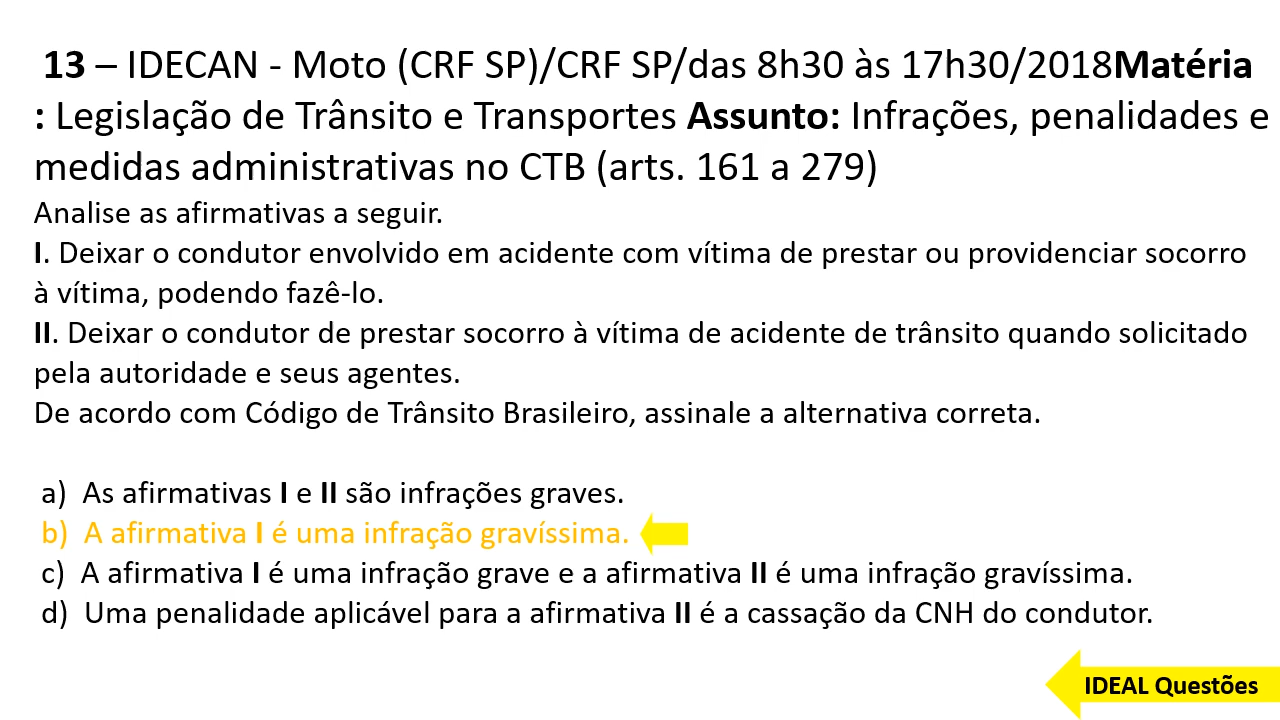 13 – IDECAN - Moto (CRF SP)/CRF SP/das 8h30 às 17h30/2018Matéria
: Legislação de Trânsito e Transportes Assunto: Infrações, penalidades e
medidas administrativas no CTB (arts. 161 a 279)
Analise as afirmativas a seguir.
I. Deixar o condutor envolvido em acidente com vítima de prestar ou providenciar socorro
à vítima, podendo fazê-lo.
II. Deixar o condutor de prestar socorro à vítima de acidente de trânsito quando solicitado
pela autoridade e seus agentes.
De acordo com Código de Trânsito Brasileiro, assinale a alternativa correta.
a) As afirmativas I e II são infrações graves.
b) A afirmativa I é uma infração gravíssima.
c) A afirmativa I é uma infração grave e a afirmativa II é uma infração gravíssima.
d) Uma penalidade aplicável para a afirmativa II é a cassação da CNH do condutor.
IDEAL Questões